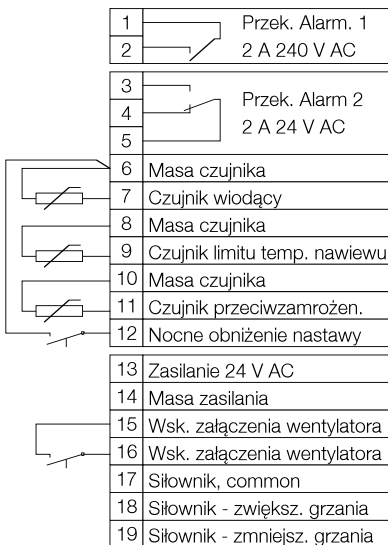 1 Przek. Alarm. 1
2 2 A 240 V AC
3
Przek. Alarm 2
4
2 A 24 V AC
5
6 Masa czujnika
7 Czujnik wiodący
8 Masa czujnika
9 Czujnik limitu temp. nawiewu
10 Masa czujnika
11 Czujnik przeciwzamrożen.
12 Nocne obniżenie nastawy
13 Zasilanie 24 V AC
14 Masa zasilania
15 Wsk. załączenia wentylatora
16 Wsk. załączenia wentylatora
17 Siłownik, common
18 Siłownik - zwiększ. grzania
19 Siłownik - zmniejsz. grzania